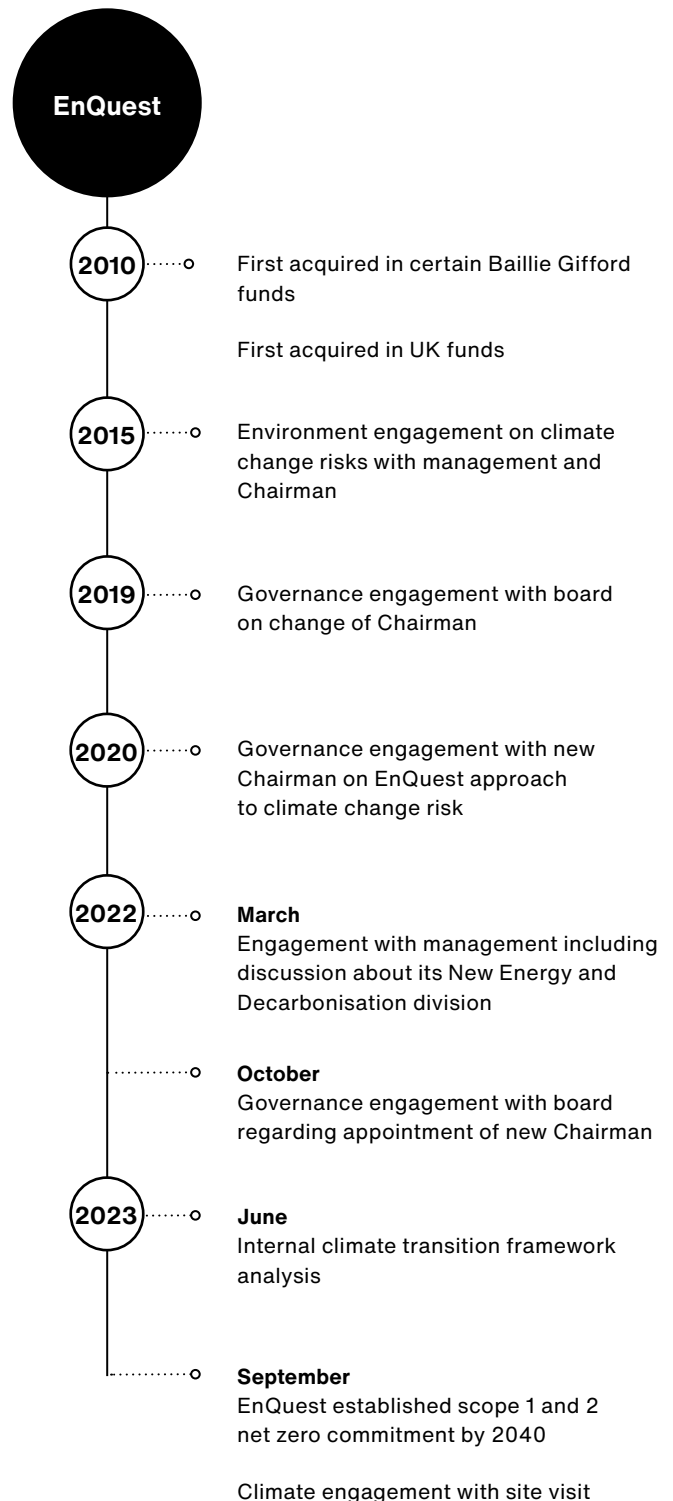 EnQuest
2010
First acquired in certain Baillie Gifford
funds
First acquired in UK funds
2015
Environment engagement on climate
change risks with management and
Chairman
2019
Governance engagement with board
on change of Chairman
2020
Governance engagement with new
Chairman on EnQuest approach
to climate change risk
2022
March
Engagement with management including
discussion about its New Energy and
Decarbonisation division
October
Governance engagement with board
regarding appointment of new Chairman
2023
June
Internal climate transition framework
analysis
September
EnQuest established scope 1 and 2
net zero commitment by 2040
Climate engagement with site visit